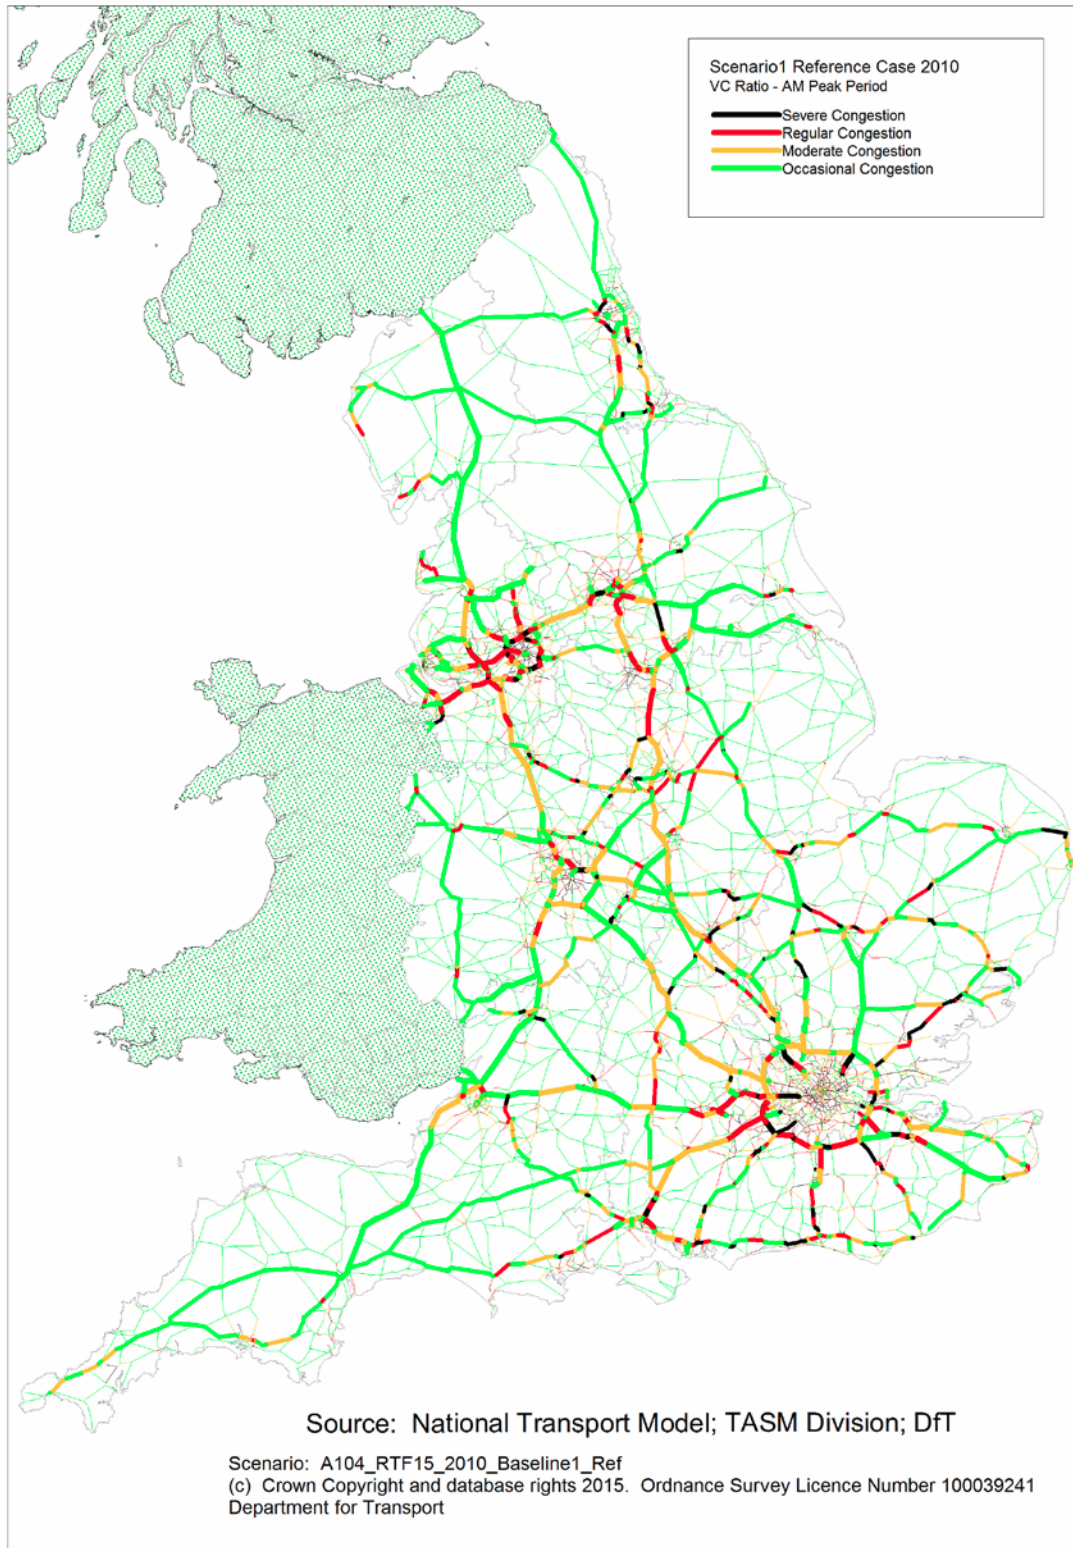 Scenario1 Reference Case 2010
VC Ratio - AM Peak Period
Severe Congestion
Regular Congestion
Moderate Congestion
Occasional Congestion
Source: National Transport Model; TASM Division; DfT
Scenario: A104_RTF15_2010_Baseline1_Ref
(c) Crown Copyright and database rights 2015. Ordnance Survey Licence Number 100039241
Department for Transport